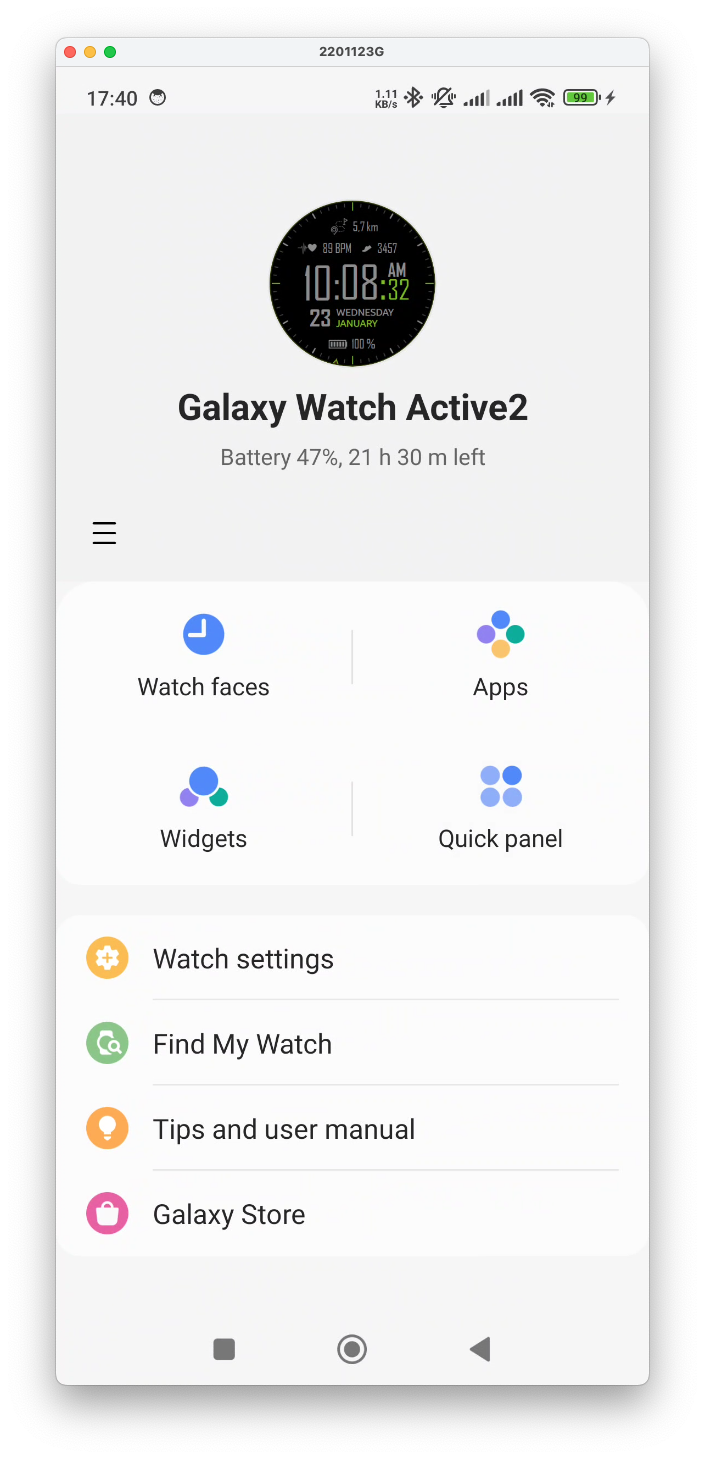 2201123G
17:40
1.11
KB/s
99
5,7 km
89 BPM 3457
10:08:32 AM
23 WEDNESDAY
JANUARY
100 %
Galaxy Watch Active2
Battery 47%, 21 h 30 m left
Watch faces
Apps
Widgets
Quick panel
Watch settings
Find My Watch
Tips and user manual
Galaxy Store